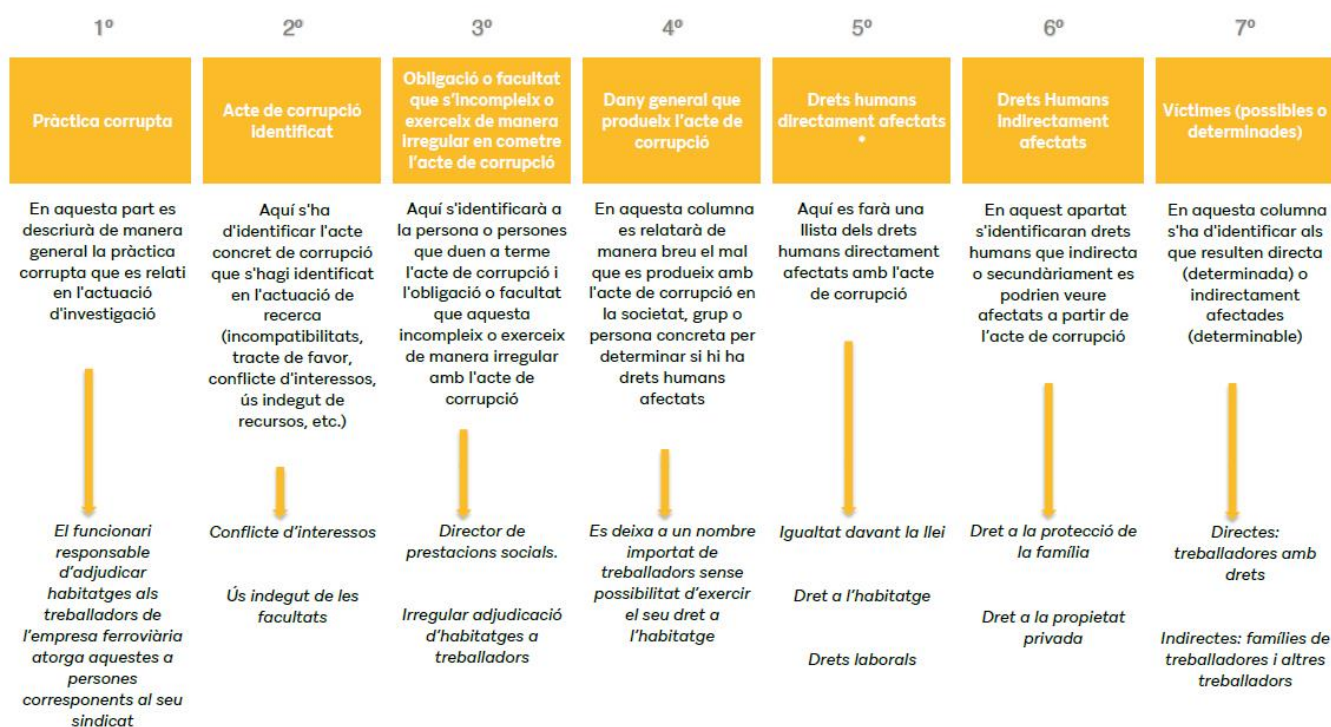 1º
2º
3º
4º
5º
6º
7º
Pràctica corrupta
Acte de corrupció
identificat
Obligació o facultat
que s'incompleix o
exerceix de manera
irregular en cometre
l'acte de corrupció
Dany general que
produeix l'acte de
corrupció
Drets humans
directament afectats
*
Drets Humans
indirectament
afectats
Víctimes (possibles o
determinades)
En aquesta part es
descriurà de manera
general la pràctica
corrupta que es relati
en l'actuació
d'investigació
Aquí s'ha
d'identificar l'acte
concret de corrupció
que s'hagi identificat
en l'actuació de
recerca
(incompatibilitats,
tracte de favor,
conflicte d'interessos,
ús indegut de
recursos, etc.)
Aquí s'identificarà a
la persona o persones
que duen a terme
l'acte de corrupció i
l'obligació o facultat
que aquesta
incompleix o exerceix
de manera irregular
amb l'acte de
corrupció
En aquesta columna
es relatarà de
manera breu el mal
que es produeix amb
l'acte de corrupció en
la societat, grup o
persona concreta per
determinar si hi ha
drets humans
afectats
Aquí es farà una
llista dels drets
humans directament
afectats amb l'acte
de corrupció
En aquest apartat
s'identificaran drets
humans que indirecta
o secundàriament es
podrien veure
afectats a partir de
l'acte de corrupció
En aquesta columna
s'ha d'identificar als
que resulten directa
(determinada) o
indirectament
afectades
(determinable)
El funcionari
responsable
d'adjudicar
habitatges als
treballadors de
l'empresa ferroviària
atorga aquestes a
persones
corresponents al seu
sindicat
Conflicte d'interessos
Ús indegut de les
facultats
Director de
prestacions socials.
Irregular adjudicació
d'habitatges a
treballadors
Es deixa a un nombre
importat de
treballadors sense
possibilitat d'exercir
el seu dret a
l'habitatge
Igualtat davant la llei
Dret a l'habitatge
Drets laborals
Dret a la protecció de
la família
Dret a la propietat
privada
Directes:
treballadores amb
drets
Indirectes: famílies de
treballadores i altres
treballadors